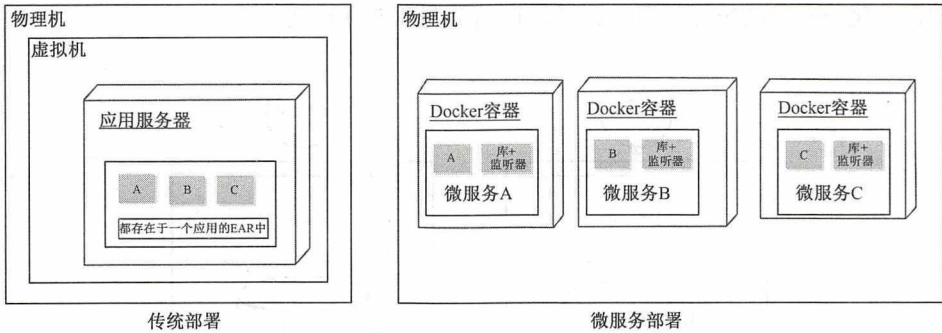 物理机
虚拟机
应用服务器
A
B
C
都存在于一个应用的EAR中
传统部署
物理机
Docker容器
A
库+
监听器
微服务A
Docker容器
B
库+
监听器
微服务B
Docker容器
C
库+
监听器
微服务C
微服务部署